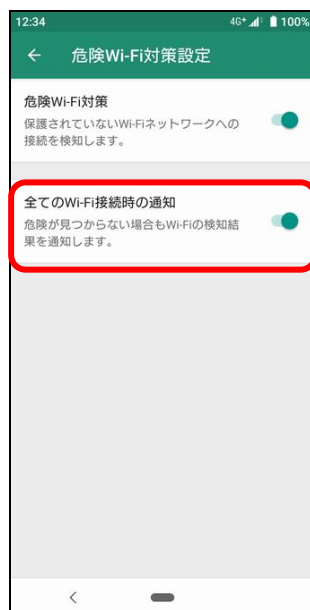 12:34 4G+ 100%
← 危険Wi-Fi対策設定
危険Wi-Fi対策
保護されていないWi-Fiネットワークへの
接続を検知します。
全てのWi-Fi接続時の通知
危険が見つからない場合もWi-Fiの検知結
果を通知します。